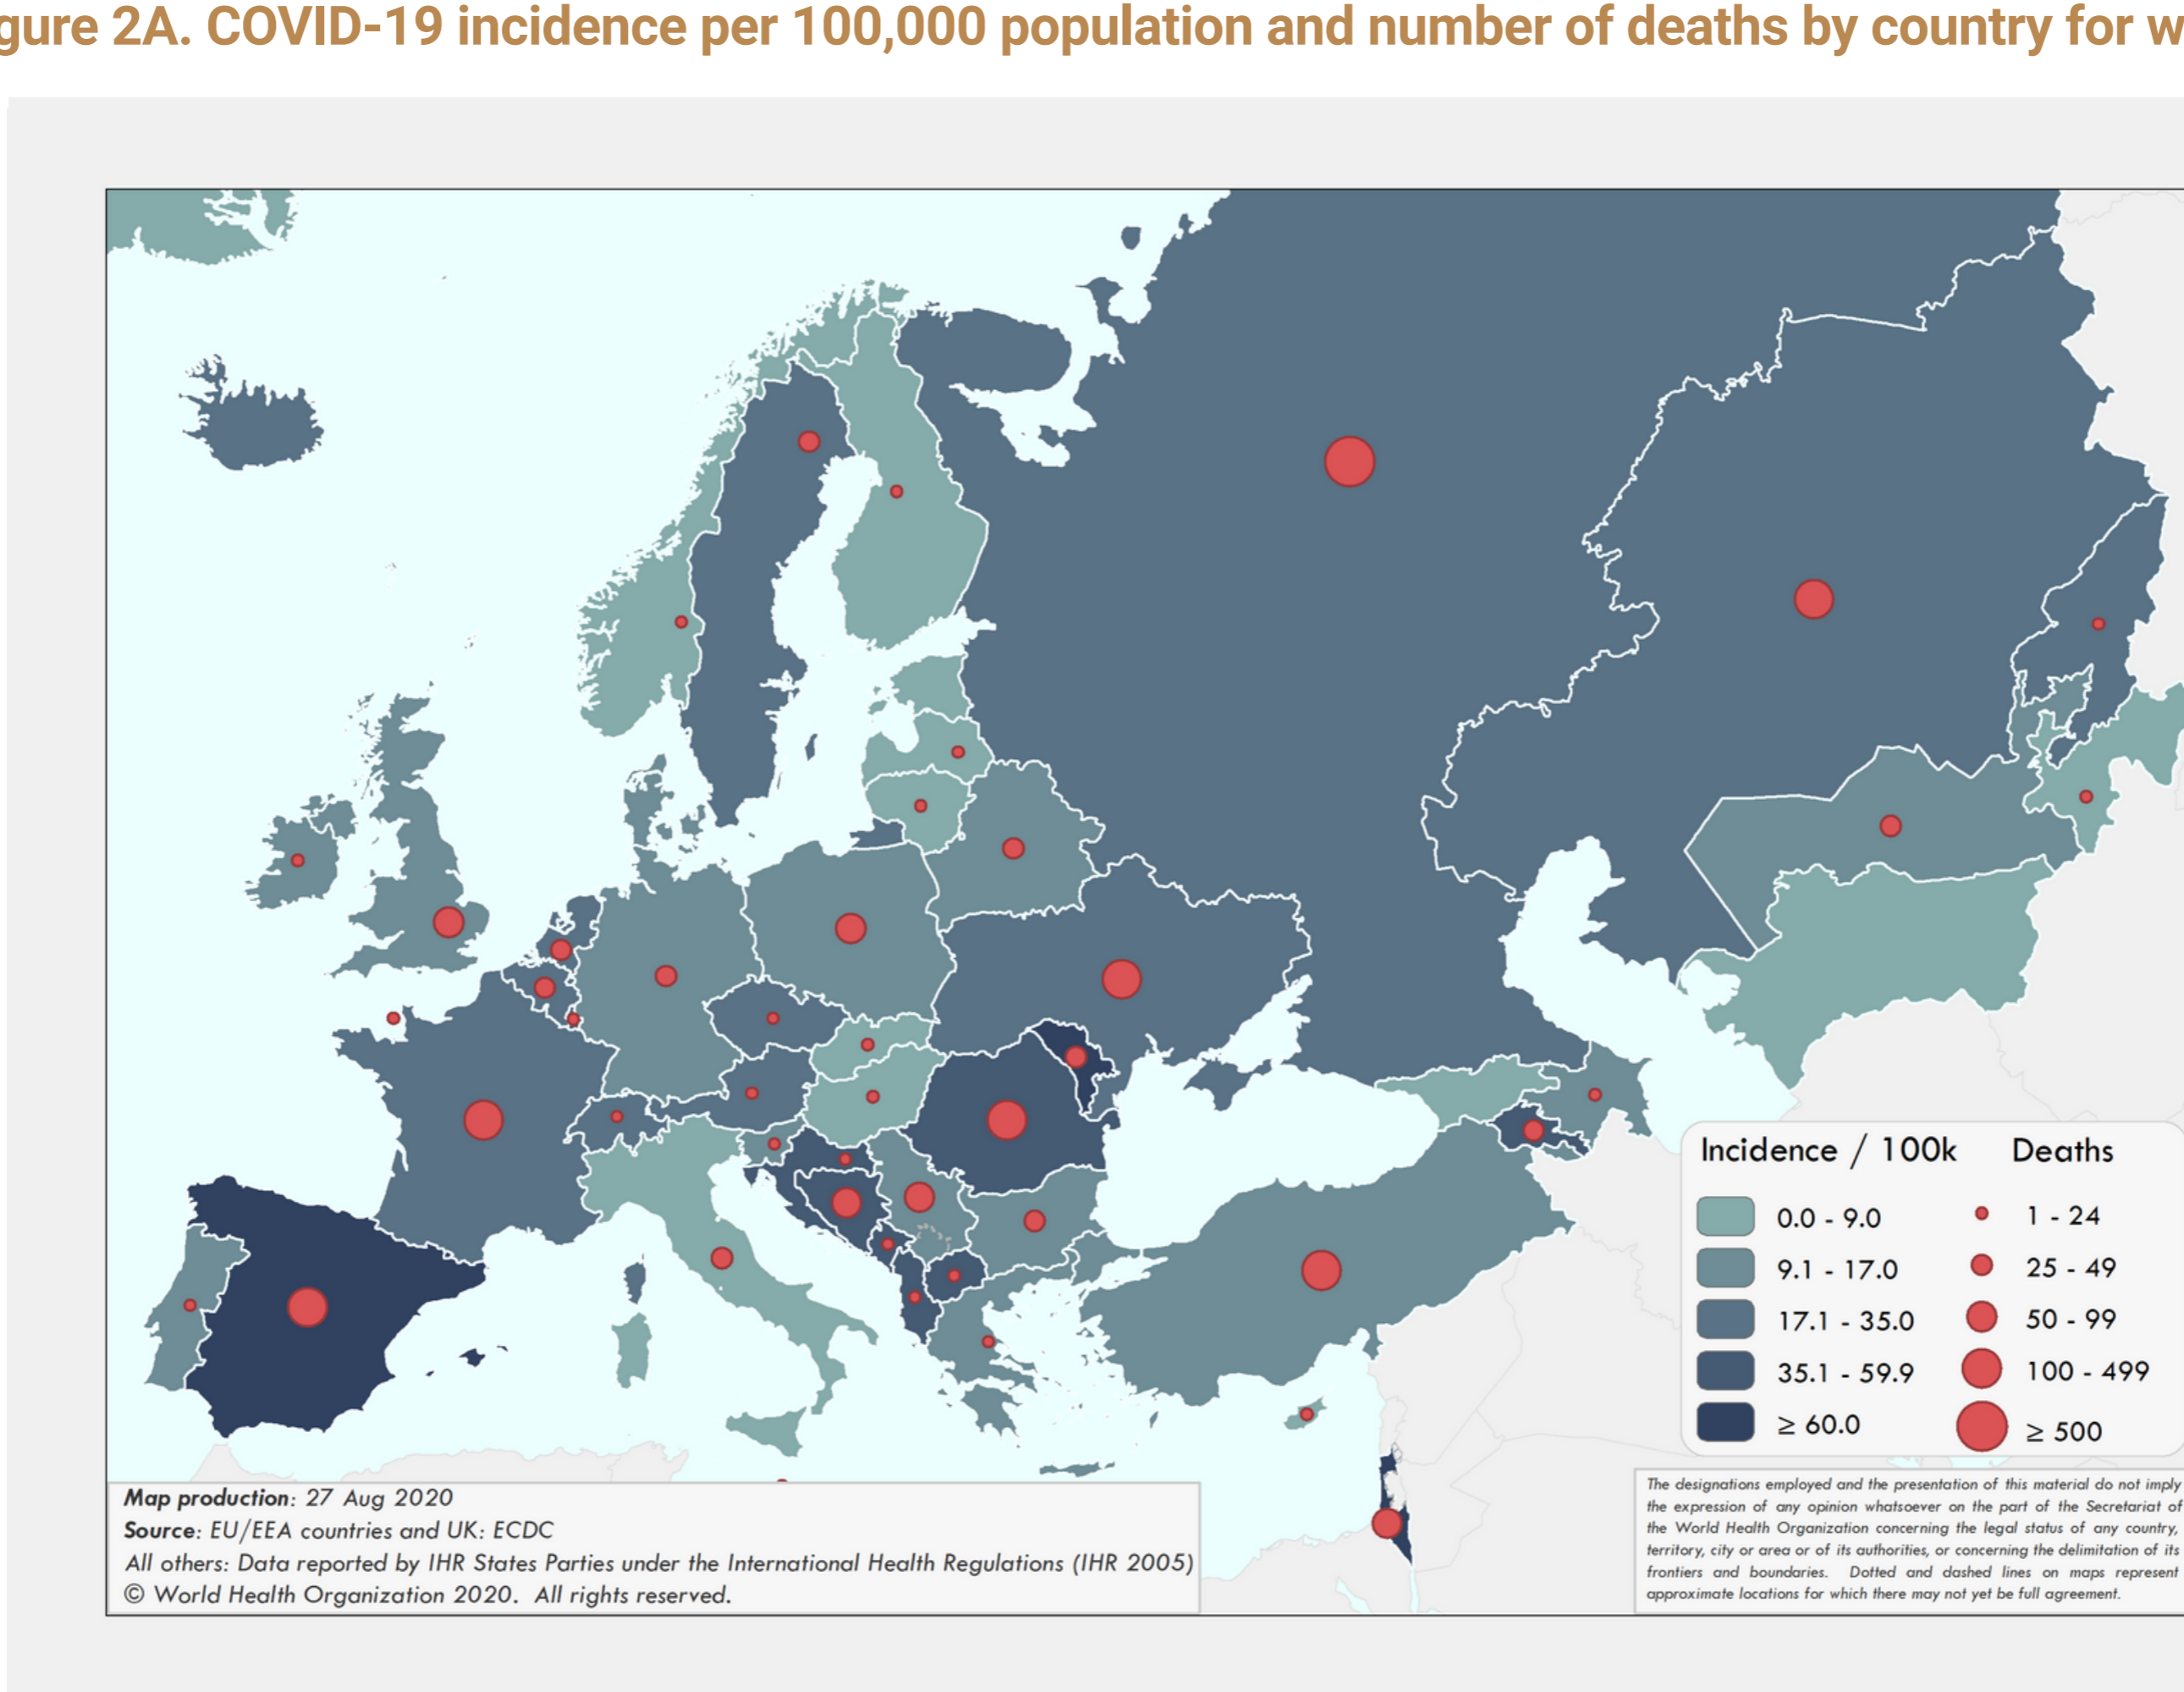 gure 2A. COVID-19 incidence per 100,000 population and number of deaths by country for w
Incidence / 100k Deaths
0.0 - 9.0 1 - 24
9.1 - 17.0 25 - 49
17.1 - 35.0 50 - 99
35.1 - 59.9 100 - 499
≥ 60.0 ≥ 500
Map production: 27 Aug 2020
Source: EU/EEA countries and UK: ECDC
All others: Data reported by IHR States Parties under the International Health Regulations (IHR 2005)
© World Health Organization 2020. All rights reserved.
The designations employed and the presentation of this material do not imply
the expression of any opinion whatsoever on the part of the Secretariat of
the World Health Organization concerning the legal status of any country,
territory, city or area or of its authorities, or concerning the delimitation of its
frontiers and boundaries. Dotted and dashed lines on maps represent
approximate locations for which there may not yet be full agreement.